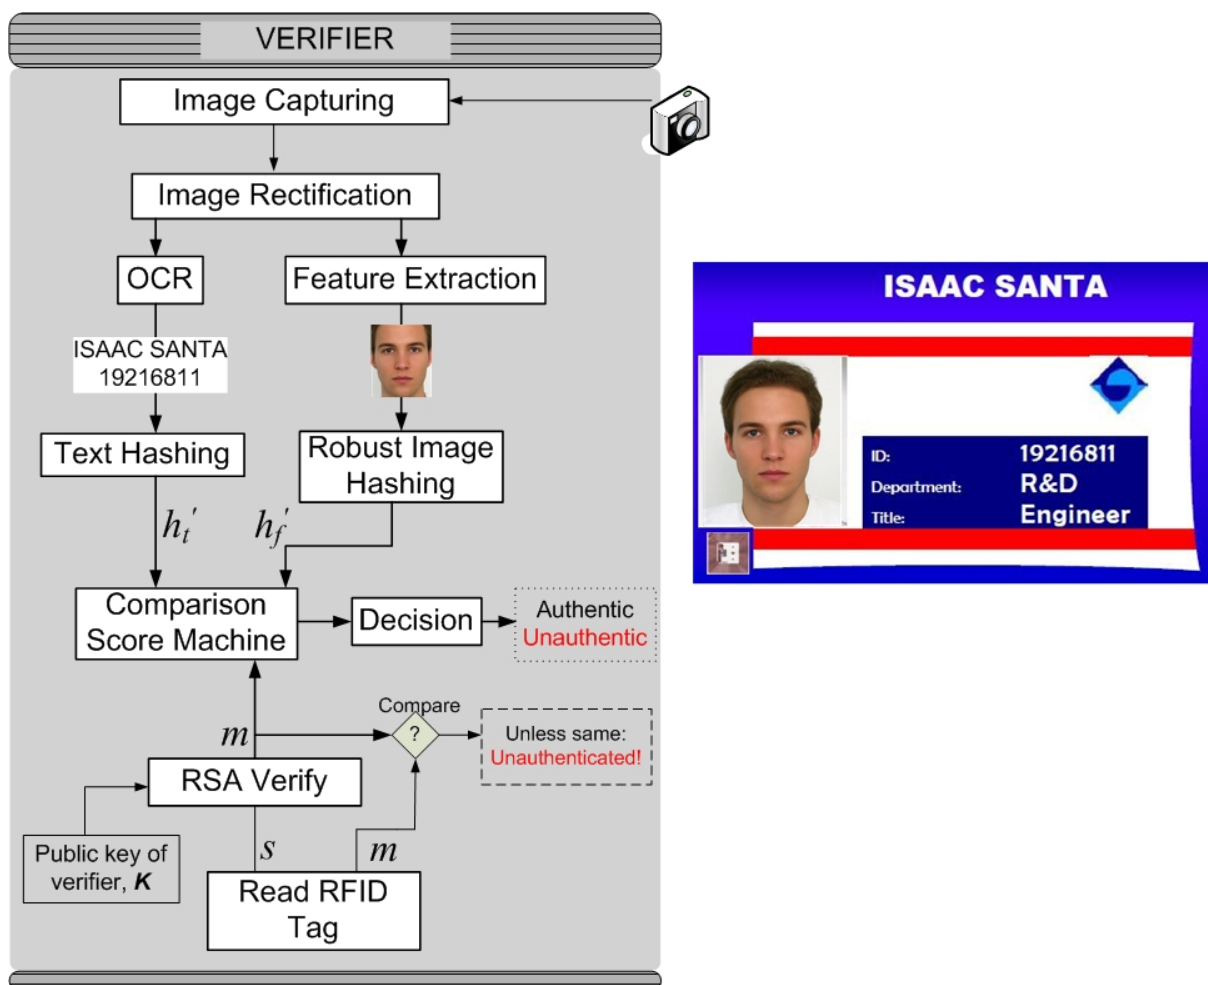 VERIFIER
Image Capturing
Image Rectification
OCR
Feature Extraction
ISAAC SANTA
19216811
Text Hashing
Robust Image
Hashing
h_t'
h_f'
Comparison
Score Machine
Decision
Authentic
Unauthentic
Compare
m
?
Unless same:
Unauthenticated!
RSA Verify
Public key of
verifier, K
s
m
Read RFID
Tag
ISAAC SANTA
ID: 19216811
Department: R&D
Title: Engineer